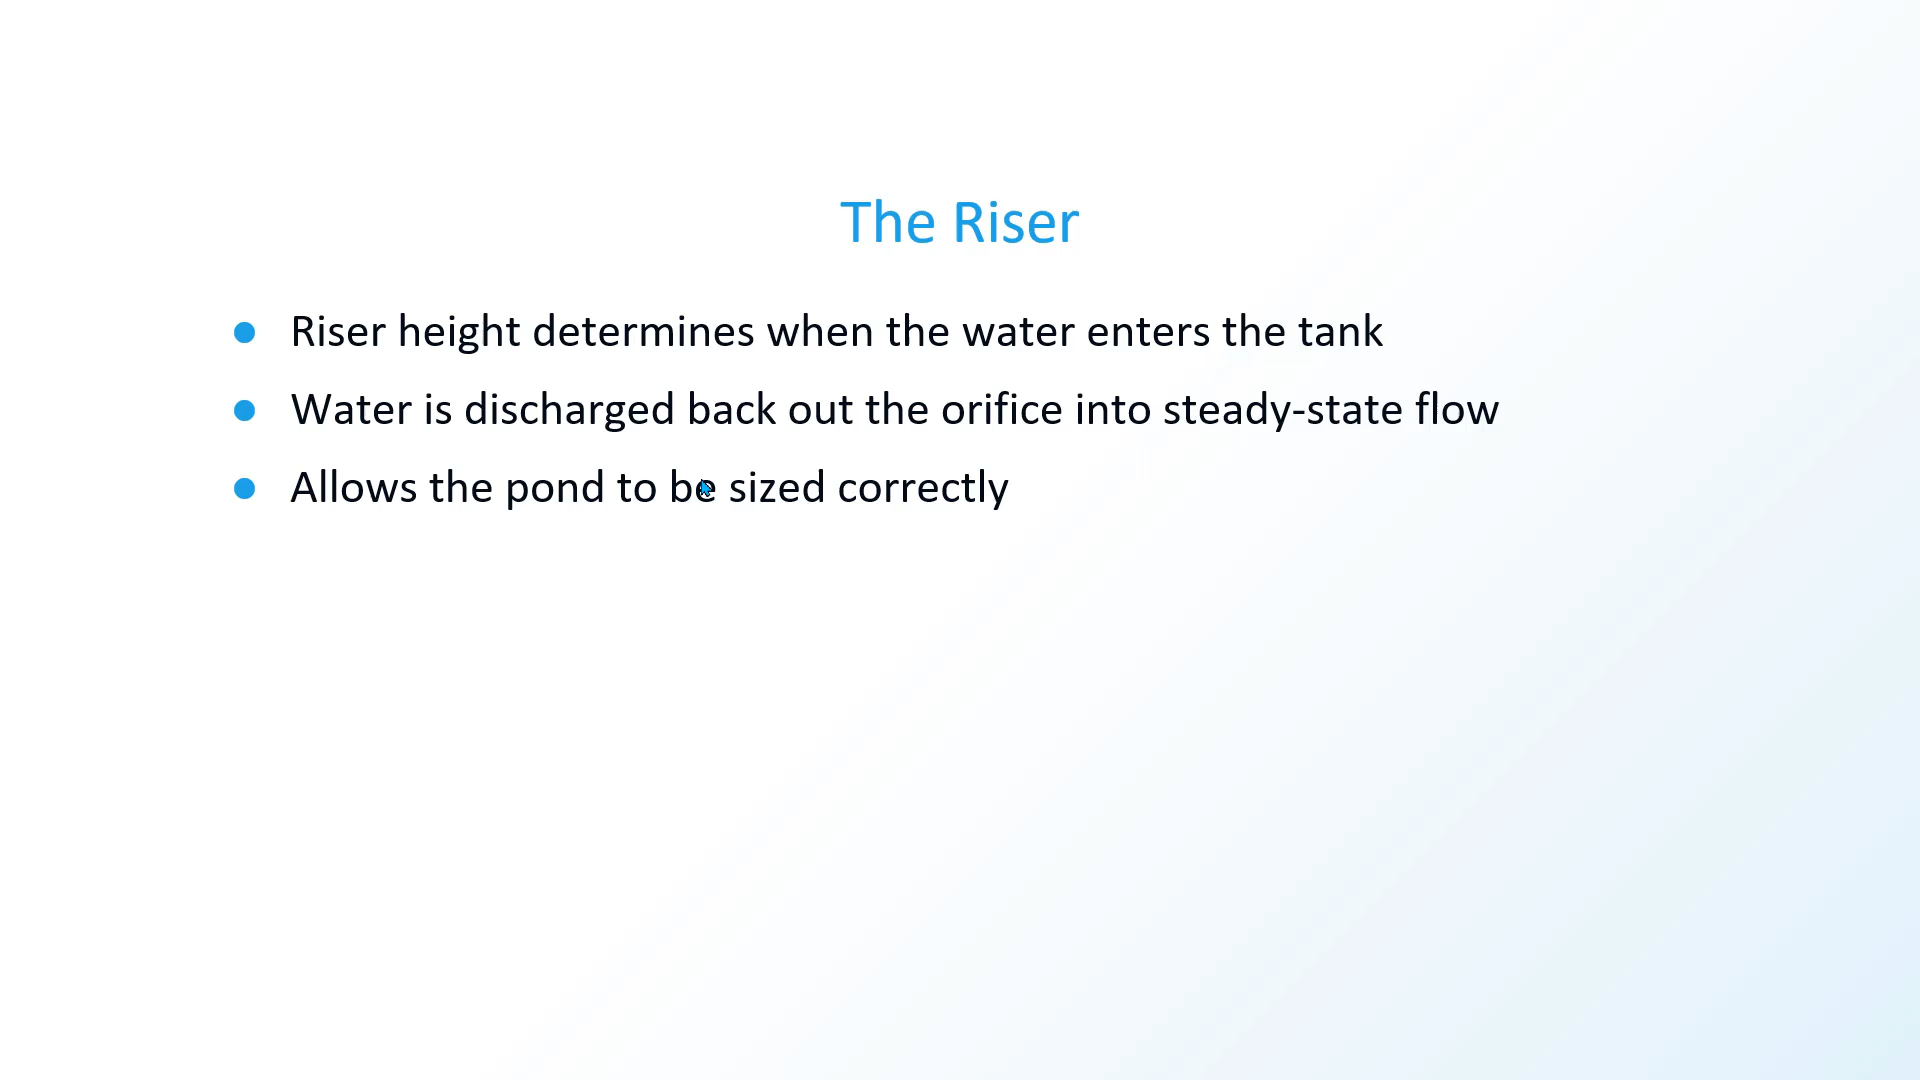 The Riser
Riser height determines when the water enters the tank
Water is discharged back out the orifice into steady-state flow
Allows the pond to be sized correctly